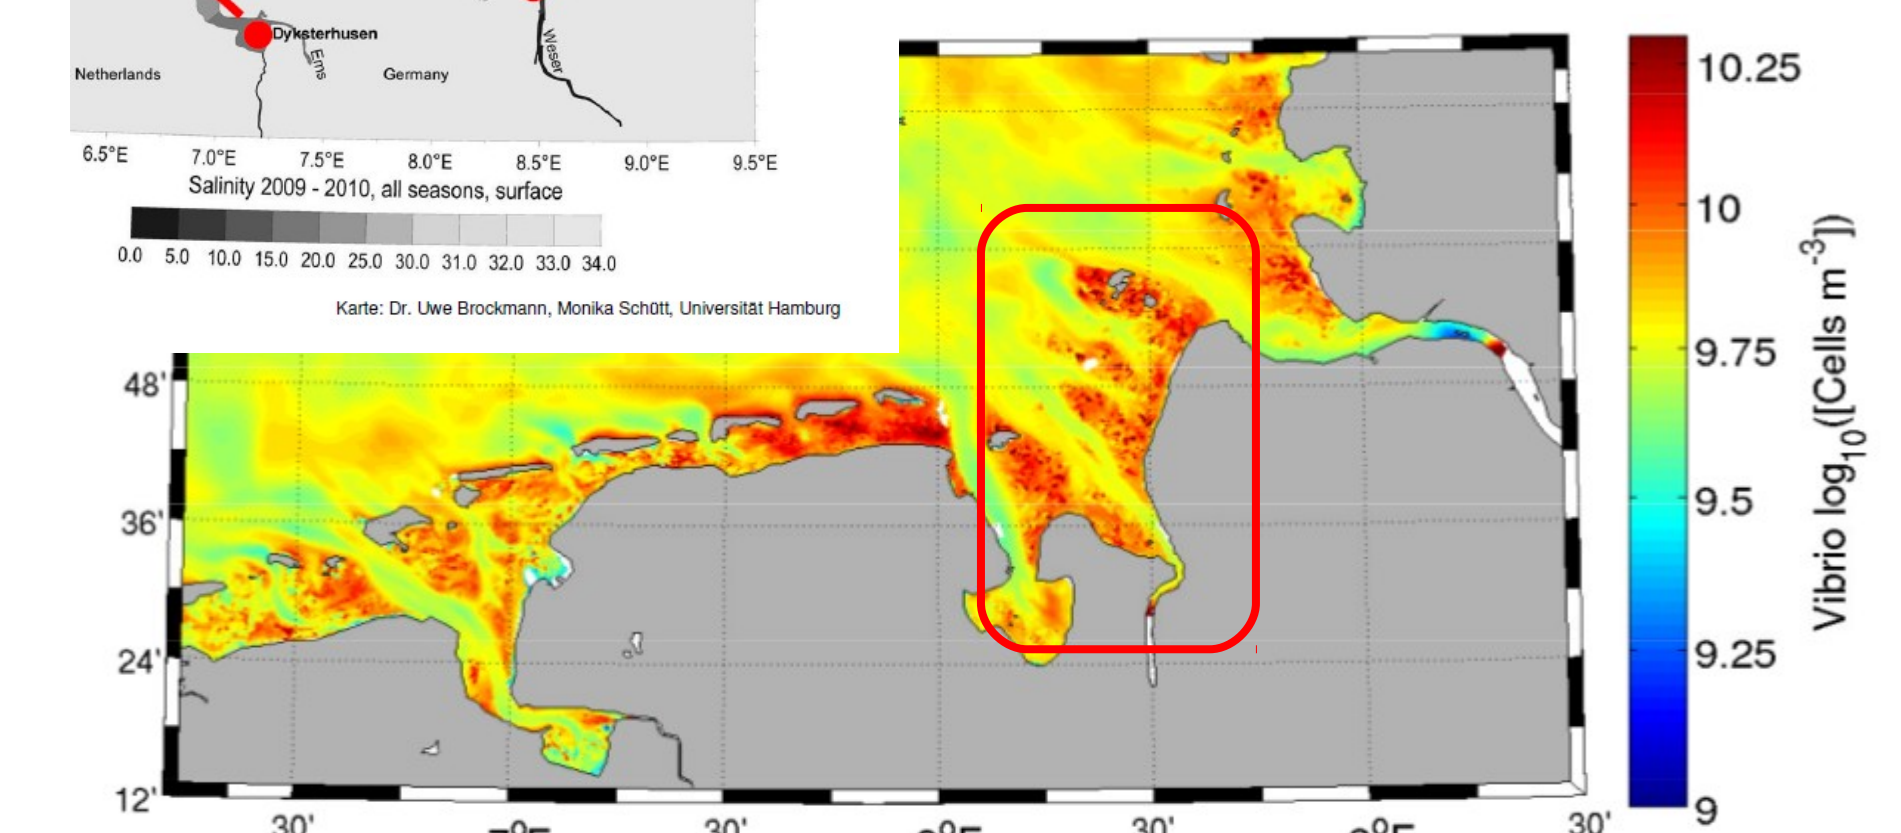 Dyksterhusen
Ems
Weser
Netherlands
Germany
6.5°E 7.0°E 7.5°E 8.0°E 8.5°E 9.0°E 9.5°E
Salinity 2009 - 2010, all seasons, surface
0.0 5.0 10.0 15.0 20.0 25.0 30.0 31.0 32.0 33.0 34.0
Karte: Dr. Uwe Brockmann, Monika Schütt, Universität Hamburg
48'
36'
24'
12'
30' 30' 30' 30'
10.25
10
9.75
9.5
9.25
9
Vibrio log10([Cells m-3])